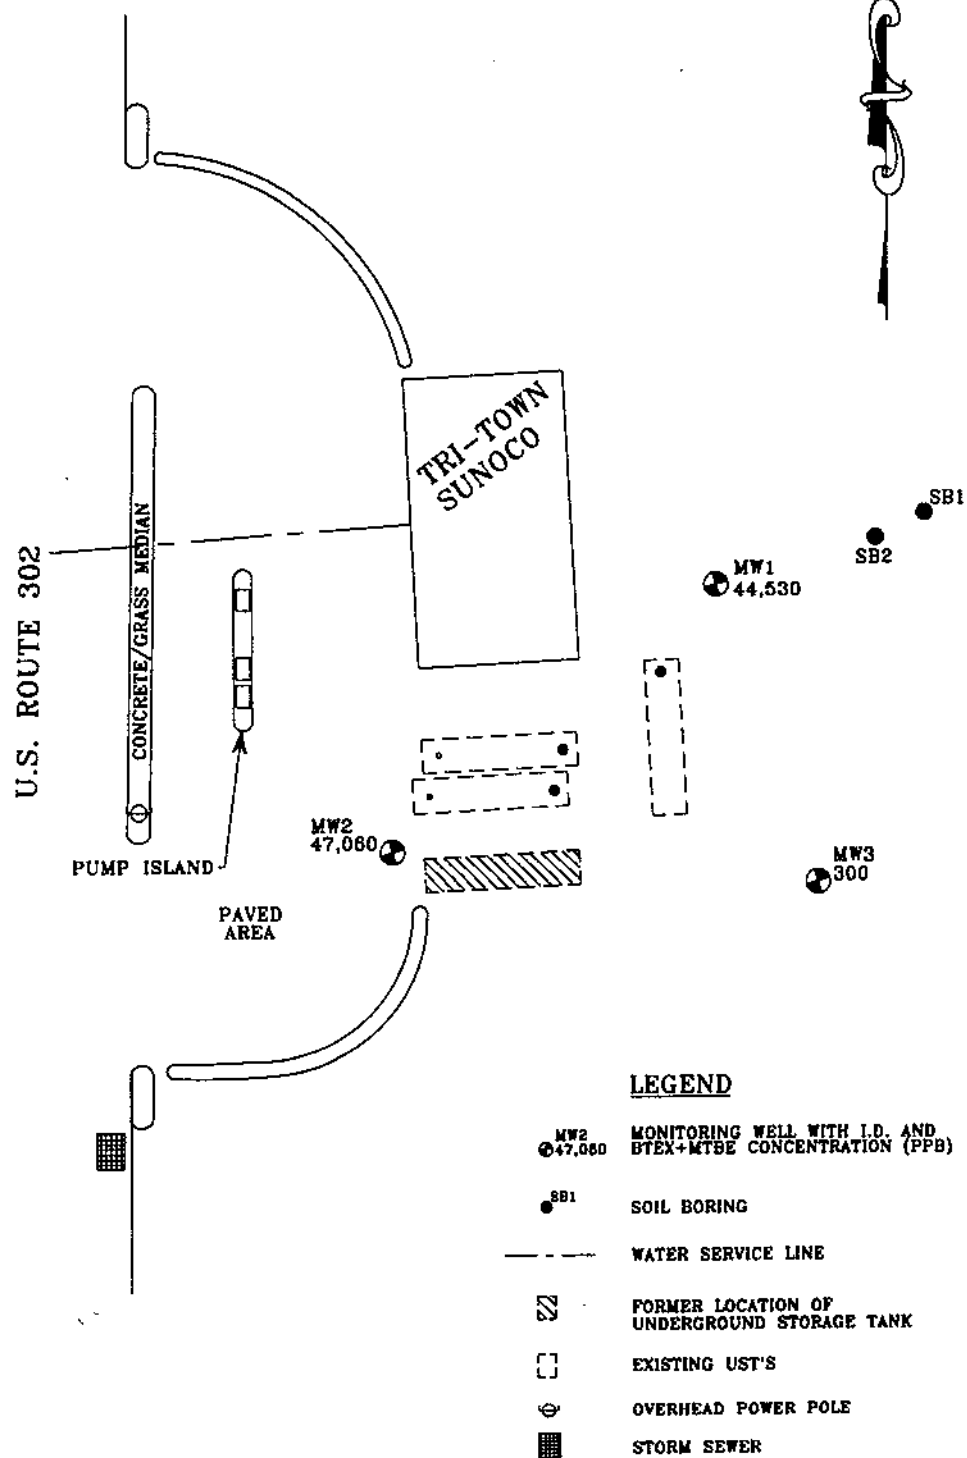 TRI-TOWN
SUNOCO
SB1
SB2
MW1
44,530
U.S. ROUTE 302
CONCRETE/GRASS MEDIAN
MW2
47,060
PUMP ISLAND
MW3
300
PAVED
AREA
LEGEND
MW2
47,060
MONITORING WELL WITH I.D. AND
BTEX+MTBE CONCENTRATION (PPB)
SB1
SOIL BORING
WATER SERVICE LINE
FORMER LOCATION OF
UNDERGROUND STORAGE TANK
EXISTING UST'S
OVERHEAD POWER POLE
STORM SEWER